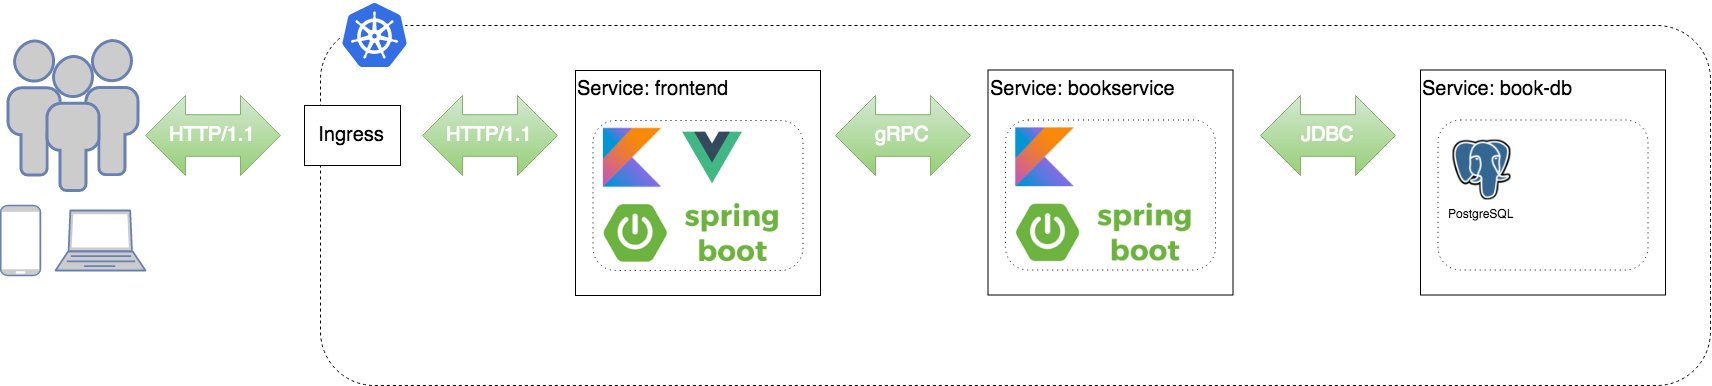 HTTP/1.1
Ingress
HTTP/1.1
Service: frontend
spring
boot
gRPC
Service: bookservice
spring
boot
JDBC
Service: book-db
PostgreSQL